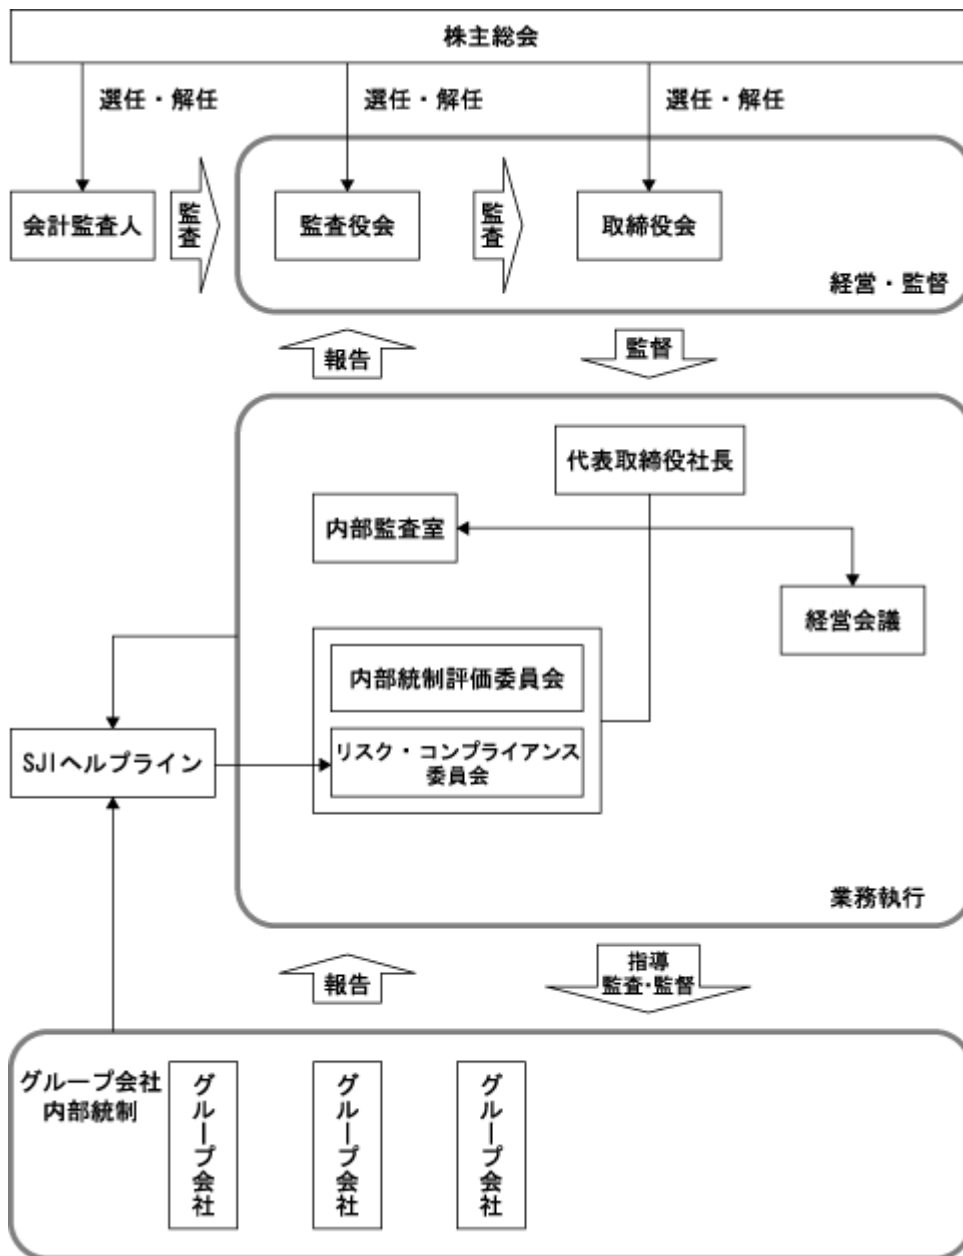 株主総会
選任・解任
選任・解任
選任・解任
会計監査人
監査
監査役会
監査
取締役会
経営・監督
報告
監督
代表取締役社長
内部監査室
経営会議
内部統制評価委員会
SJIヘルプライン
リスク・コンプライアンス
委員会
業務執行
報告
指導
監査・監督
グループ会社
内部統制
グループ会社
グループ会社
グループ会社